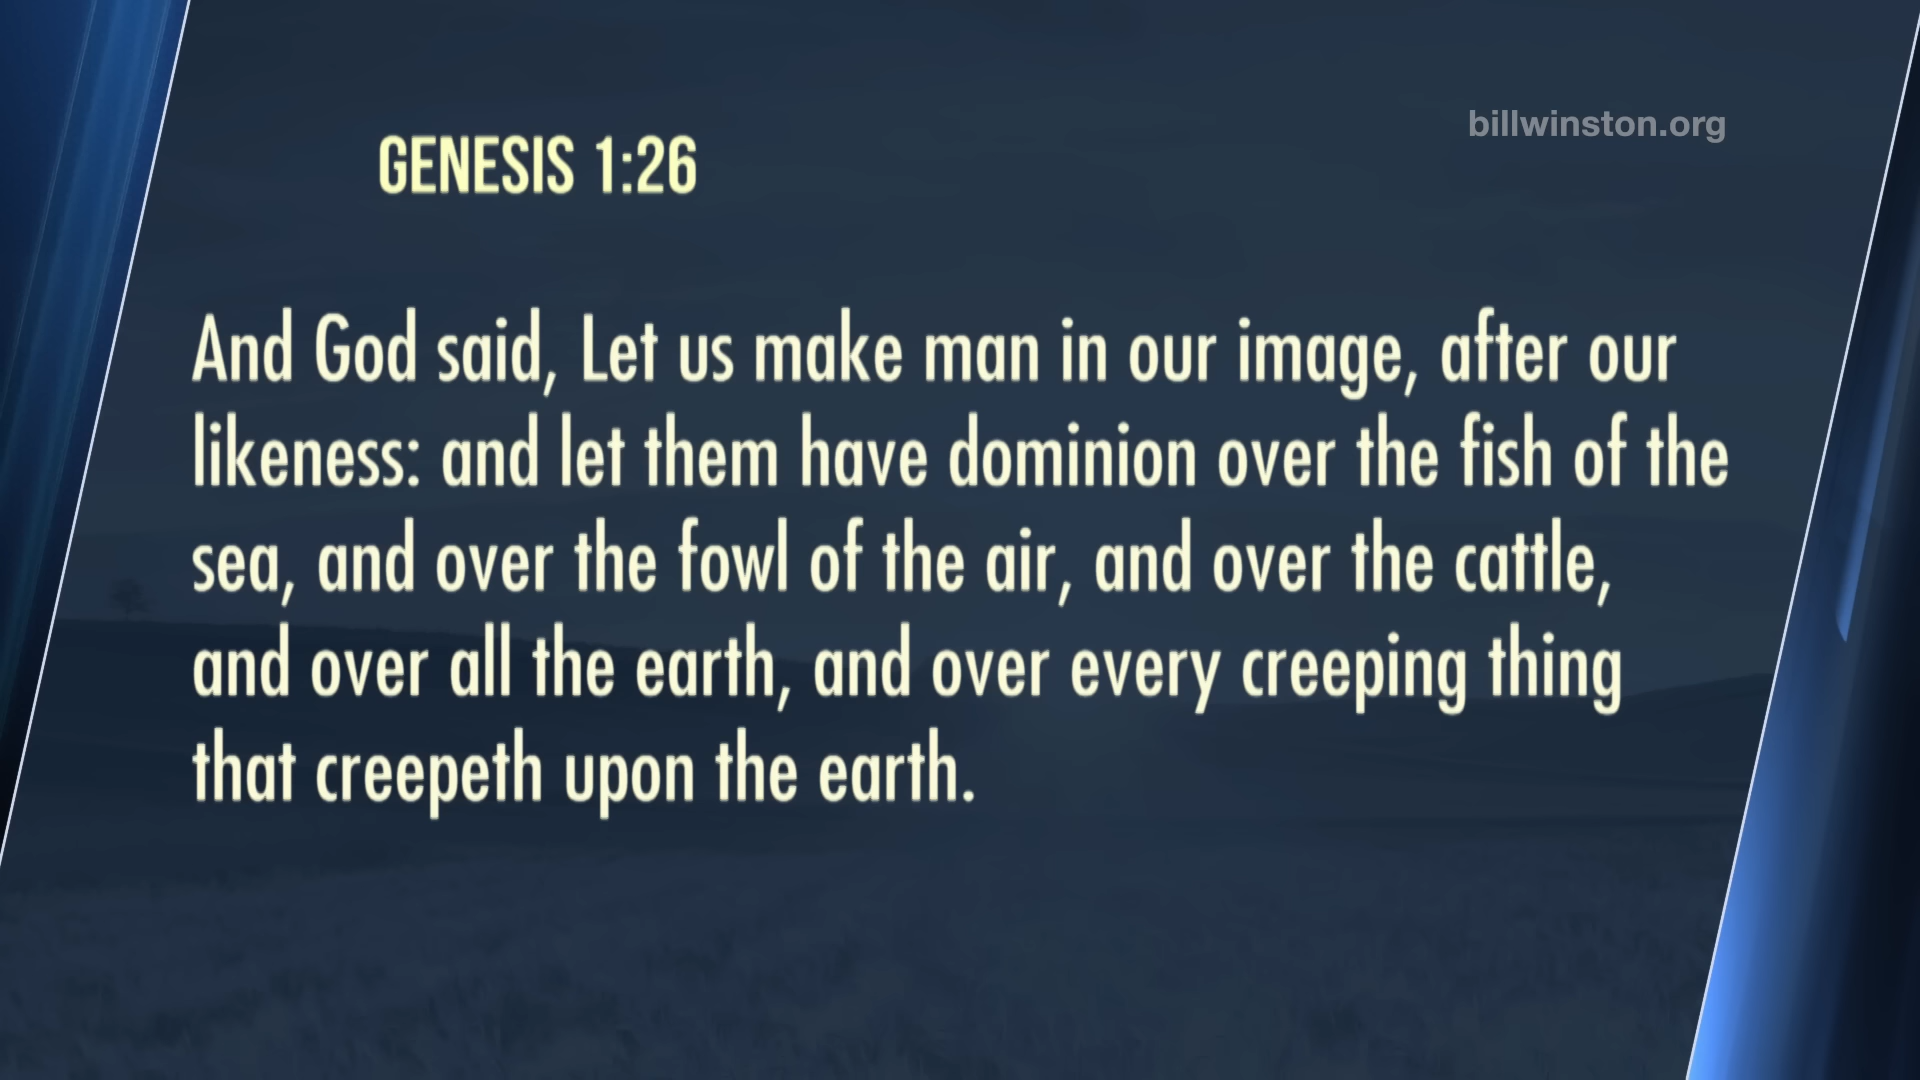 billwinston.org
GENESIS 1:26
And God said, Let us make man in our image, after our
likeness: and let them have dominion over the fish of the
sea, and over the fowl of the air, and over the cattle,
and over all the earth, and over every creeping thing
that creepeth upon the earth.